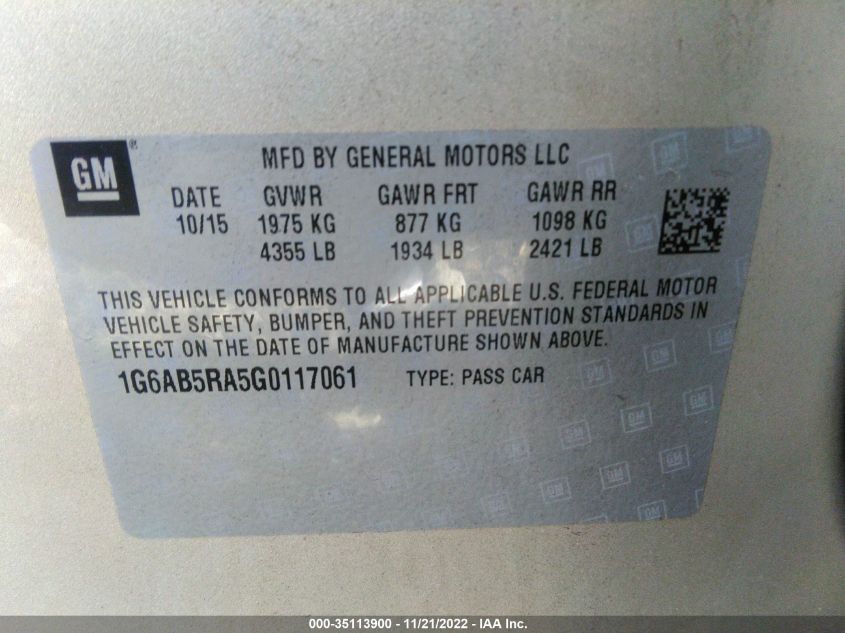 GM®
MFD BY GENERAL MOTORS LLC
DATE GVWR GAWR FRT GAWR RR
10/15 1975 KG 877 KG 1098 KG
4355 LB 1934 LB 2421 LB
THIS VEHICLE CONFORMS TO ALL APPLICABLE U.S. FEDERAL MOTOR
VEHICLE SAFETY, BUMPER, AND THEFT PREVENTION STANDARDS IN
EFFECT ON THE DATE OF MANUFACTURE SHOWN ABOVE.
1G6AB5RA5G0117061 TYPE: PASS CAR
000-35113900 - 11/21/2022 - IAA Inc.